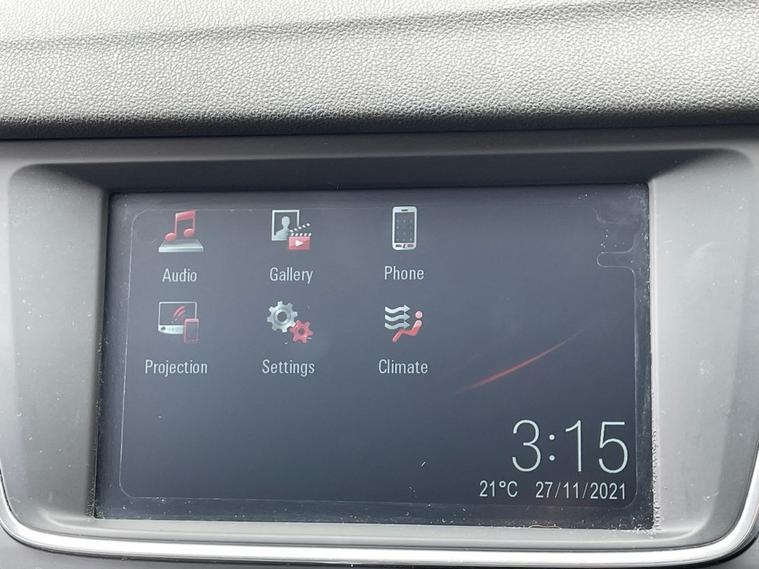 Audio Gallery Phone
Projection Settings Climate
3:15
21°C 27/11/2021